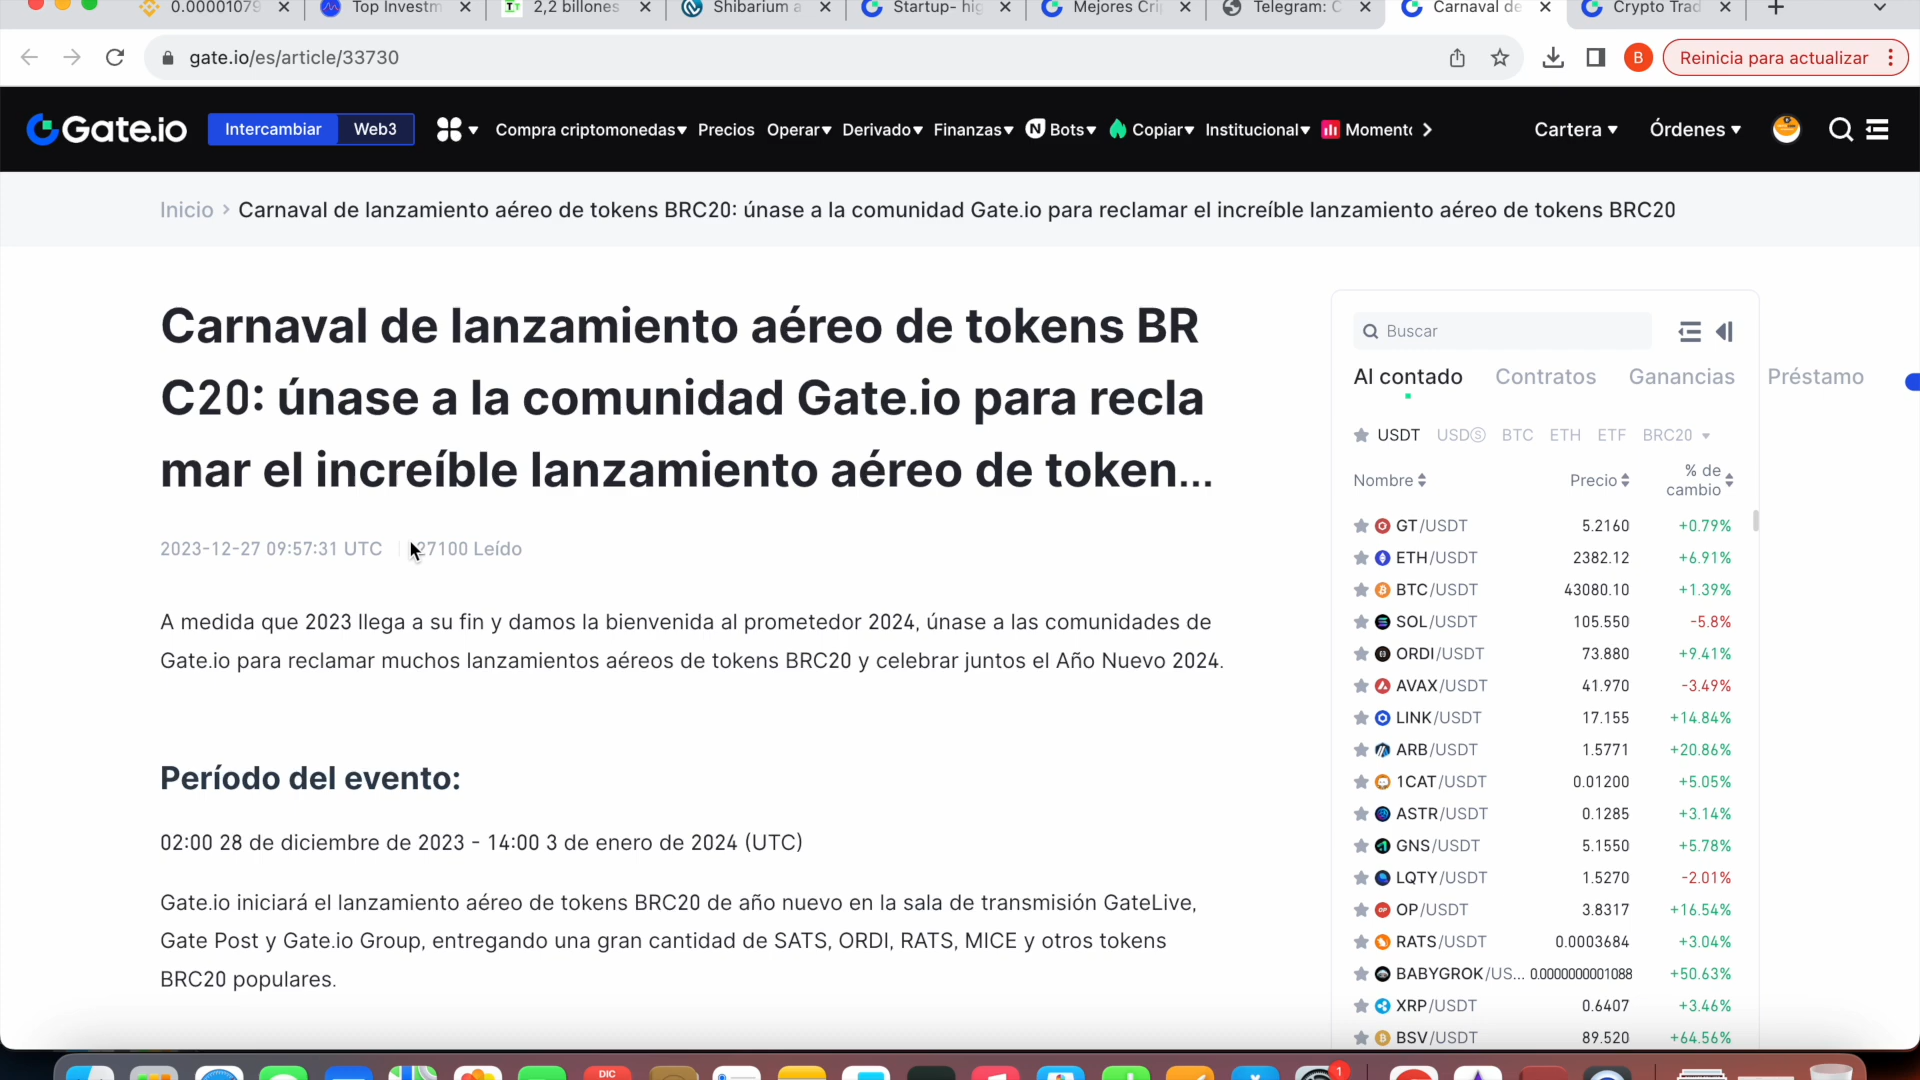 0.00001079
Top Investm
2,2 billones
Shibarium a
Startup- hig
Mejores Cri
Telegram: C
Carnaval de
Crypto Trad
gate.io/es/article/33730
B
Reinicia para actualizar
Gate.io
Intercambiar
Web3
Compra criptomonedas
Precios
Operar
Derivado
Finanzas
Bots
Copiar
Institucional
Momento
Cartera
Órdenes
Inicio > Carnaval de lanzamiento aéreo de tokens BRC20: únase a la comunidad Gate.io para reclamar el increíble lanzamiento aéreo de tokens BRC20
Carnaval de lanzamiento aéreo de tokens BR
C20: únase a la comunidad Gate.io para recla
mar el increíble lanzamiento aéreo de token...
2023-12-27 09:57:31 UTC
27100 Leído
A medida que 2023 llega a su fin y damos la bienvenida al prometedor 2024, únase a las comunidades de
Gate.io para reclamar muchos lanzamientos aéreos de tokens BRC20 y celebrar juntos el Año Nuevo 2024.
Período del evento:
02:00 28 de diciembre de 2023 - 14:00 3 de enero de 2024 (UTC)
Gate.io iniciará el lanzamiento aéreo de tokens BRC20 de año nuevo en la sala de transmisión GateLive,
Gate Post y Gate.io Group, entregando una gran cantidad de SATS, ORDI, RATS, MICE y otros tokens
BRC20 populares.
Buscar
Al contado Contratos Ganancias Préstamo
USDT USDⓈ BTC ETH ETF BRC20
Nombre Precio % de cambio
GT/USDT 5.2160 +0.79%
ETH/USDT 2382.12 +6.91%
BTC/USDT 43080.10 +1.39%
SOL/USDT 105.550 -5.8%
ORDI/USDT 73.880 +9.41%
AVAX/USDT 41.970 -3.49%
LINK/USDT 17.155 +14.84%
ARB/USDT 1.5771 +20.86%
1CAT/USDT 0.01200 +5.05%
ASTR/USDT 0.1285 +3.14%
GNS/USDT 5.1550 +5.78%
LQTY/USDT 1.5270 -2.01%
OP/USDT 3.8317 +16.54%
RATS/USDT 0.0003684 +3.04%
BABYGROK/US... 0.0000000001088 +50.63%
XRP/USDT 0.6407 +3.46%
BSV/USDT 89.520 +64.56%
DIC
1